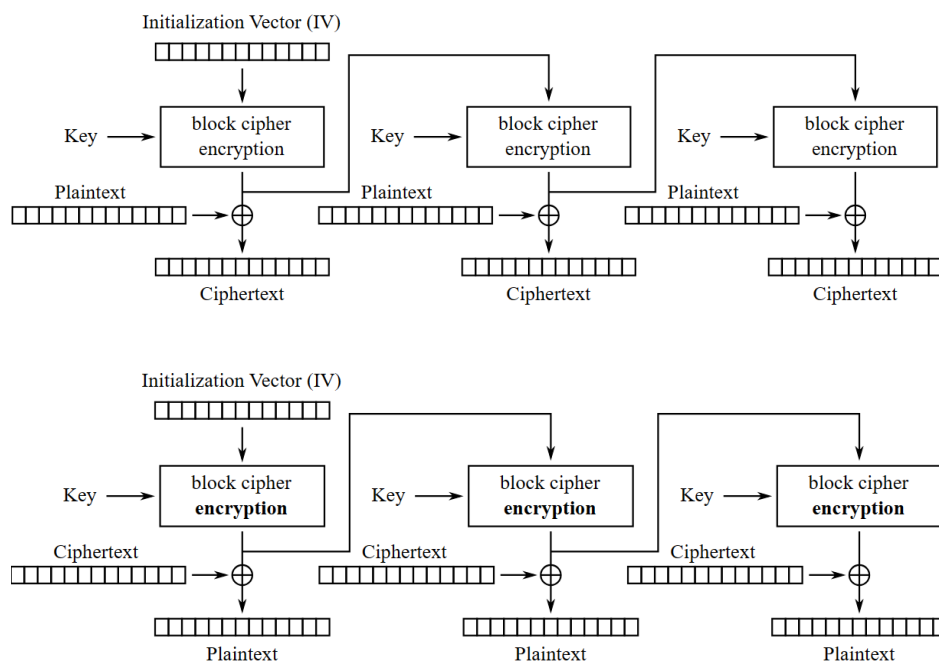 Initialization Vector (IV)
Key
block cipher
encryption
Key
block cipher
encryption
Key
block cipher
encryption
Plaintext
Plaintext
Plaintext
Ciphertext
Ciphertext
Ciphertext
Initialization Vector (IV)
Key
block cipher
encryption
Key
block cipher
encryption
Key
block cipher
encryption
Ciphertext
Ciphertext
Ciphertext
Plaintext
Plaintext
Plaintext